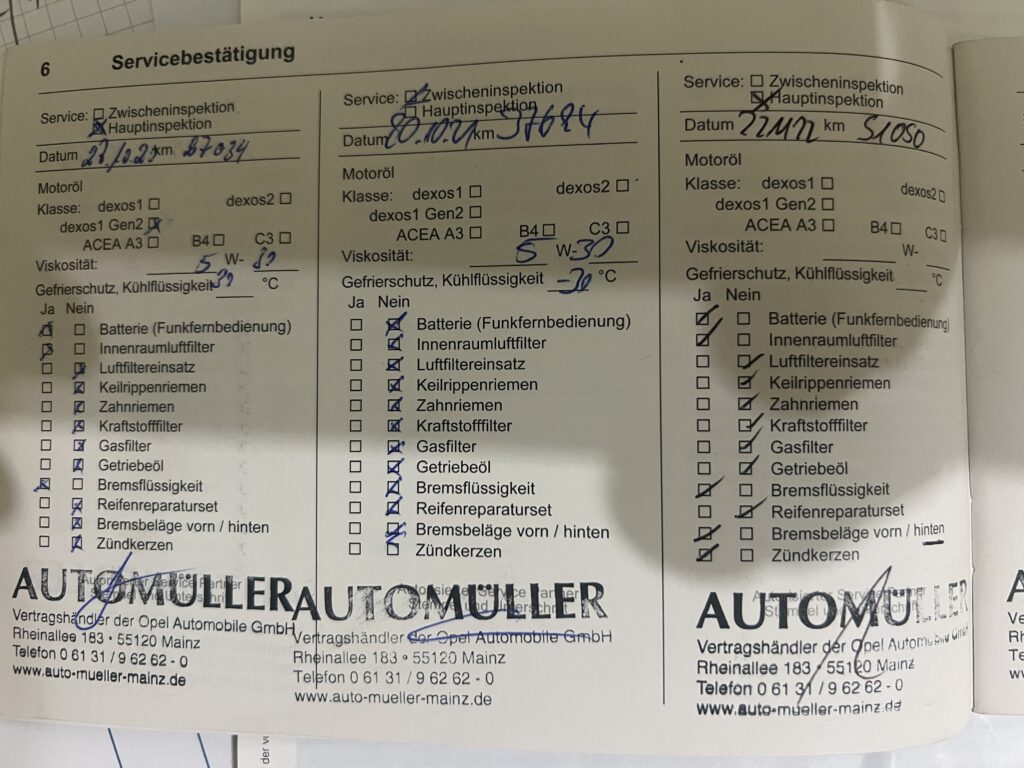 6 Servicebestätigung
Service: Zwischeninspektion
Hauptinspektion
Datum km 27034
Motoröl
Klasse: dexos1 dexos2
dexos1 Gen2
ACEA A3 B4 C3
Viskosität: 5 W- 30
Gefrierschutz, Kühlflüssigkeit °C
Ja Nein
Batterie (Funkfernbedienung)
Innenraumluftfilter
Luftfiltereinsatz
Keilrippenriemen
Zahnriemen
Kraftstofffilter
Gasfilter
Getriebeöl
Bremsflüssigkeit
Reifenreparaturset
Bremsbeläge vorn / hinten
Zündkerzen
AUTOMÜLLER
Vertragshändler der Opel Automobile GmbH
Rheinallee 183 • 55120 Mainz
Telefon 0 61 31 / 9 62 62 - 0
www.auto-mueller-mainz.de
Service: Zwischeninspektion
Hauptinspektion
Datum 20.10.21 km 37624
Motoröl
Klasse: dexos1 dexos2
dexos1 Gen2
ACEA A3 B4 C3
Viskosität: 5 W-30
Gefrierschutz, Kühlflüssigkeit -30 °C
Ja Nein
Batterie (Funkfernbedienung)
Innenraumluftfilter
Luftfiltereinsatz
Keilrippenriemen
Zahnriemen
Kraftstofffilter
Gasfilter
Getriebeöl
Bremsflüssigkeit
Reifenreparaturset
Bremsbeläge vorn / hinten
Zündkerzen
AUTOMÜLLER
Vertragshändler der Opel Automobile GmbH
Rheinallee 183 • 55120 Mainz
Telefon 0 61 31 / 9 62 62 - 0
www.auto-mueller-mainz.de
Service: Zwischeninspektion
Hauptinspektion
Datum km 51050
Motoröl
Klasse: dexos1 dexos2
dexos1 Gen2
ACEA A3 B4 C3
Viskosität: W-
Gefrierschutz, Kühlflüssigkeit °C
Ja Nein
Batterie (Funkfernbedienung)
Innenraumluftfilter
Luftfiltereinsatz
Keilrippenriemen
Zahnriemen
Kraftstofffilter
Gasfilter
Getriebeöl
Bremsflüssigkeit
Reifenreparaturset
Bremsbeläge vorn / hinten
Zündkerzen
AUTOMÜLLER
Vertragshändler der Opel Automobile GmbH
Rheinallee 183 • 55120 Mainz
Telefon 0 61 31 / 9 62 62 - 0
www.auto-mueller-mainz.de